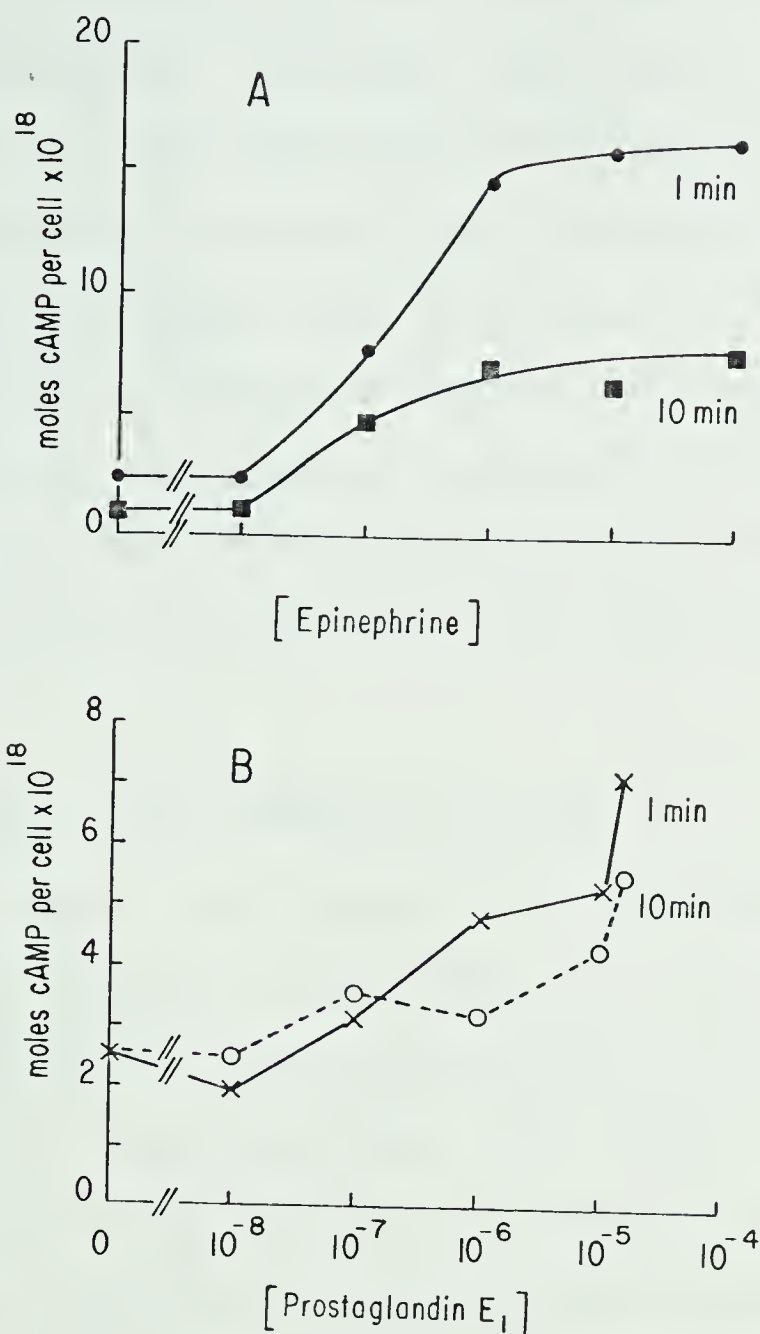 20
A
moles cAMP per cell x 10^18
1 min
10
10 min
0
[ Epinephrine ]
8
B
moles cAMP per cell x 10^18
1 min
6
10 min
4
2
0
0 10^-8 10^-7 10^-6 10^-5 10^-4
[ Prostaglandin E₁ ]